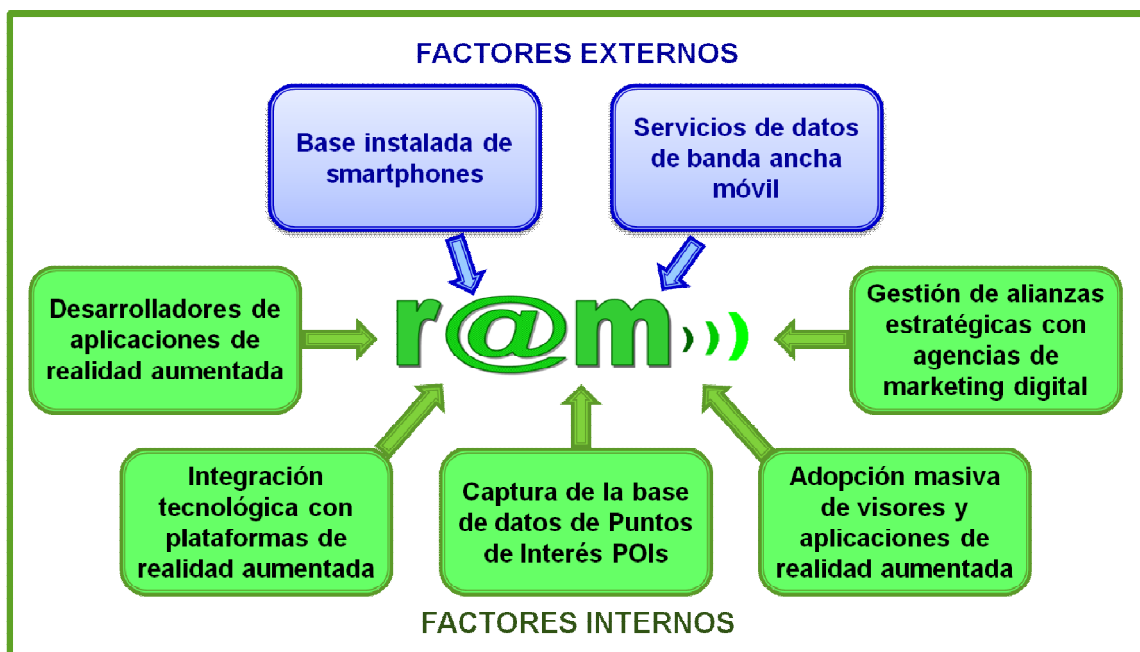 FACTORES EXTERNOS
Base instalada de
smartphones
Servicios de datos
de banda ancha
móvil
Desarrolladores de
aplicaciones de
realidad aumentada
r@m
Gestión de alianzas
estratégicas con
agencias de
marketing digital
Integración
tecnológica con
plataformas de
realidad aumentada
Captura de la base
de datos de Puntos
de Interés POIs
Adopción masiva
de visores y
aplicaciones de
realidad aumentada
FACTORES INTERNOS